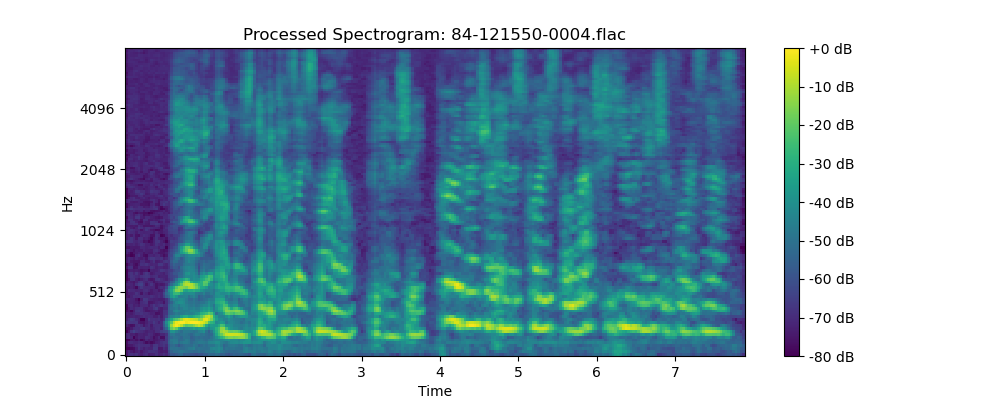 Processed Spectrogram: 84-121550-0004.flac
Hz
4096
2048
1024
512
0
0 1 2 3 4 5 6 7
Time
+0 dB
-10 dB
-20 dB
-30 dB
-40 dB
-50 dB
-60 dB
-70 dB
-80 dB